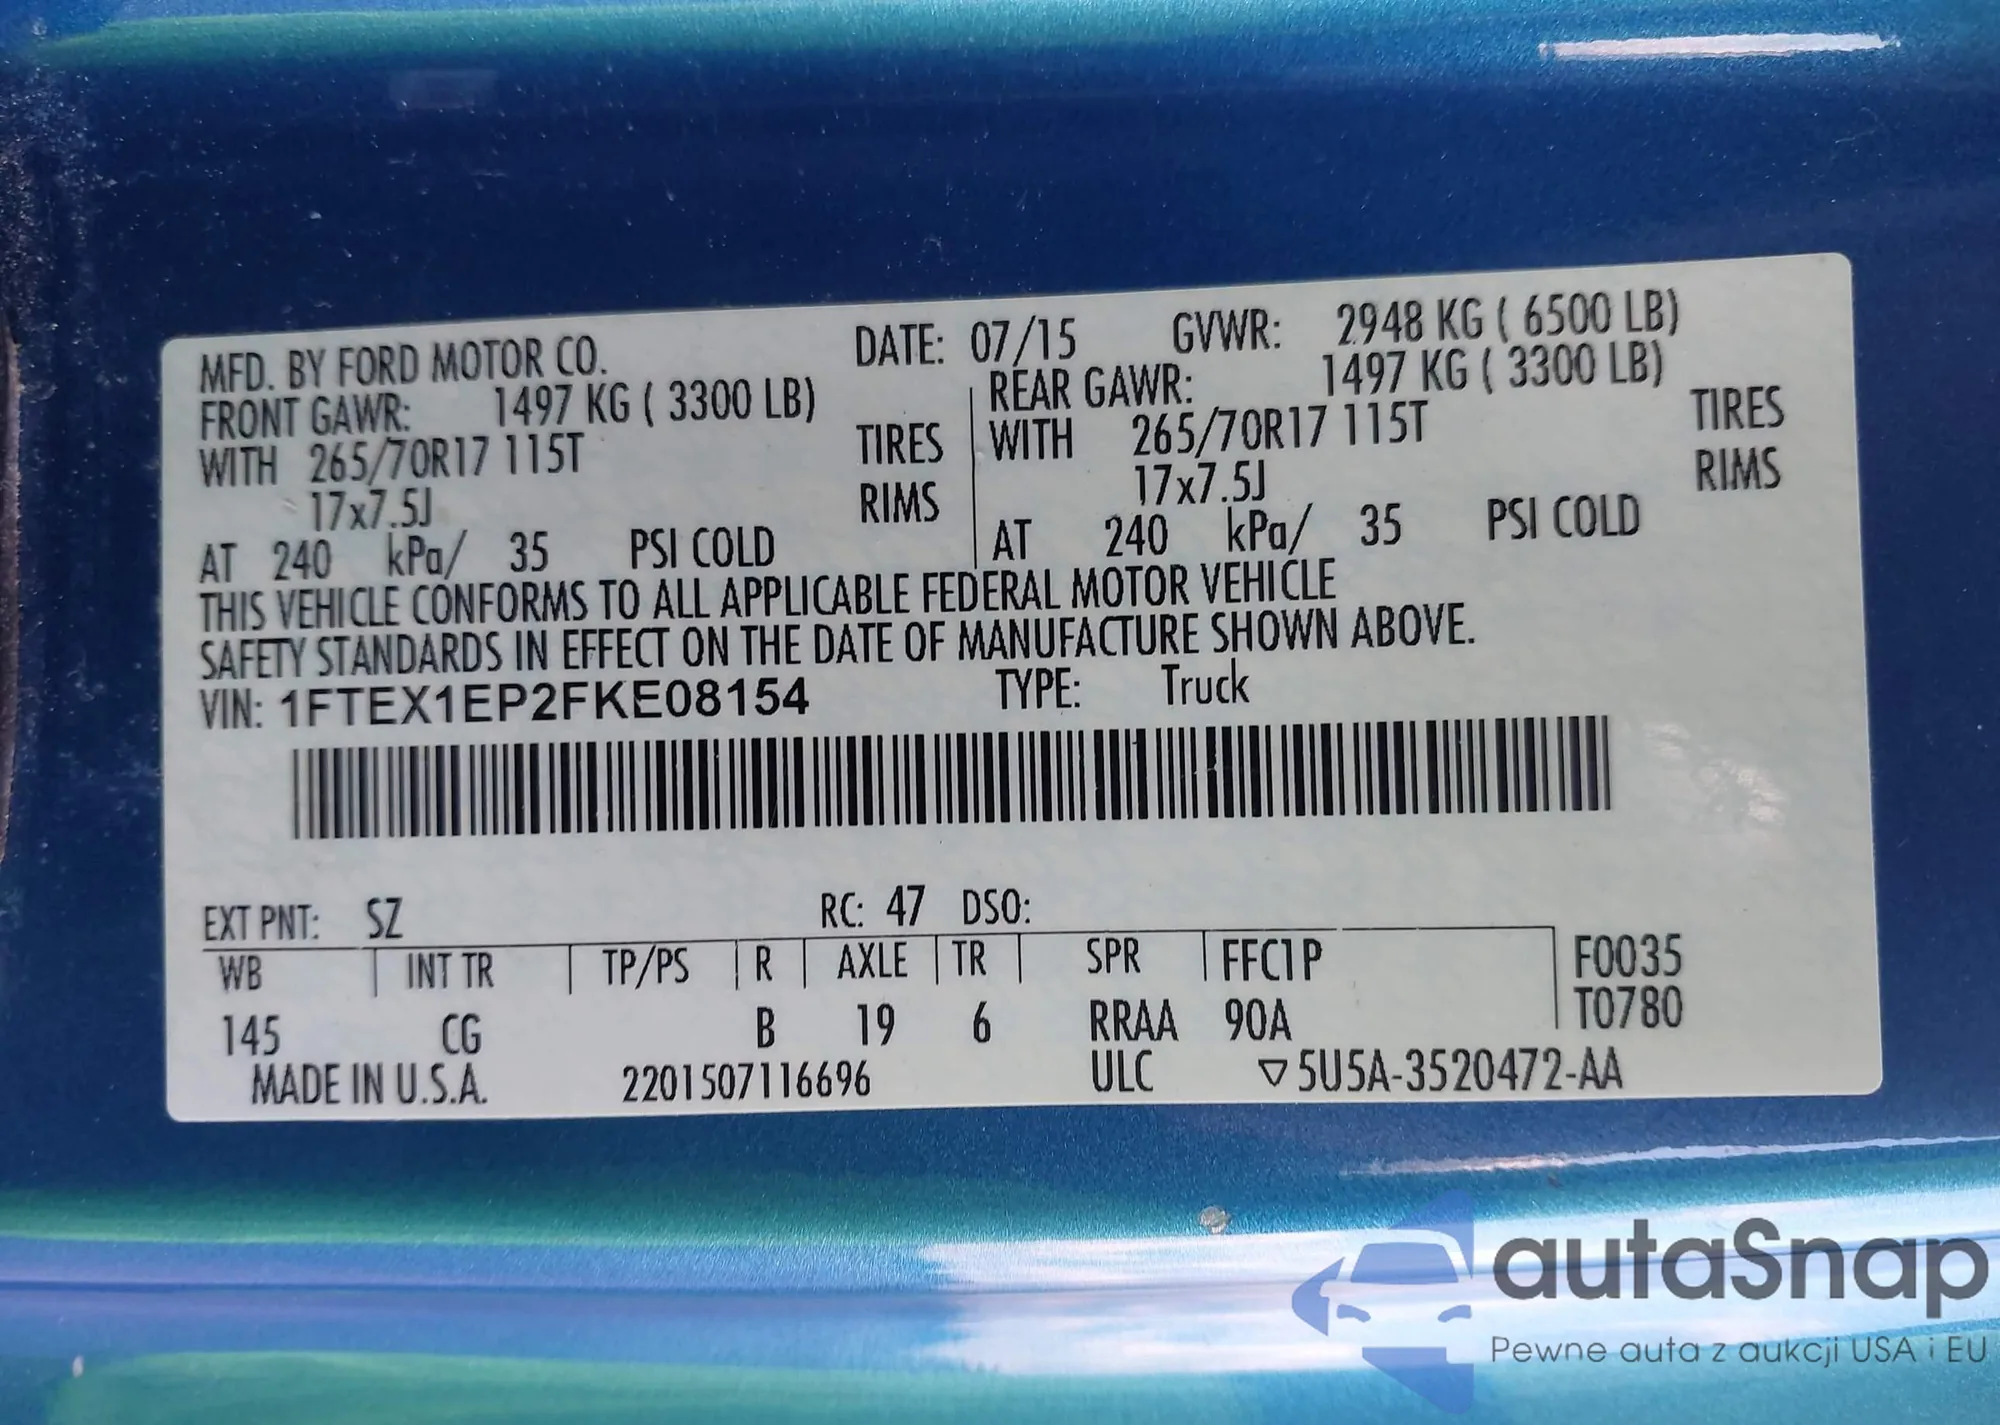 MFD. BY FORD MOTOR CO. DATE: 07/15 GVWR: 2948 KG ( 6500 LB)
FRONT GAWR: 1497 KG ( 3300 LB) REAR GAWR: 1497 KG ( 3300 LB)
WITH 265/70R17 115T TIRES WITH 265/70R17 115T TIRES
17x7.5J RIMS 17x7.5J RIMS
AT 240 kPa/ 35 PSI COLD AT 240 kPa/ 35 PSI COLD
THIS VEHICLE CONFORMS TO ALL APPLICABLE FEDERAL MOTOR VEHICLE
SAFETY STANDARDS IN EFFECT ON THE DATE OF MANUFACTURE SHOWN ABOVE.
VIN: 1FTEX1EP2FKE08154 TYPE: Truck
EXT PNT: SZ RC: 47 DSO:
WB INT TR TP/PS R AXLE TR SPR FFC1P F0035
T0780
145 CG B 19 6 RRAA 90A
MADE IN U.S.A. 2201507116696 ULC ▽5U5A-3520472-AA
autaSnap
Pewne auta z aukcji USA i EU